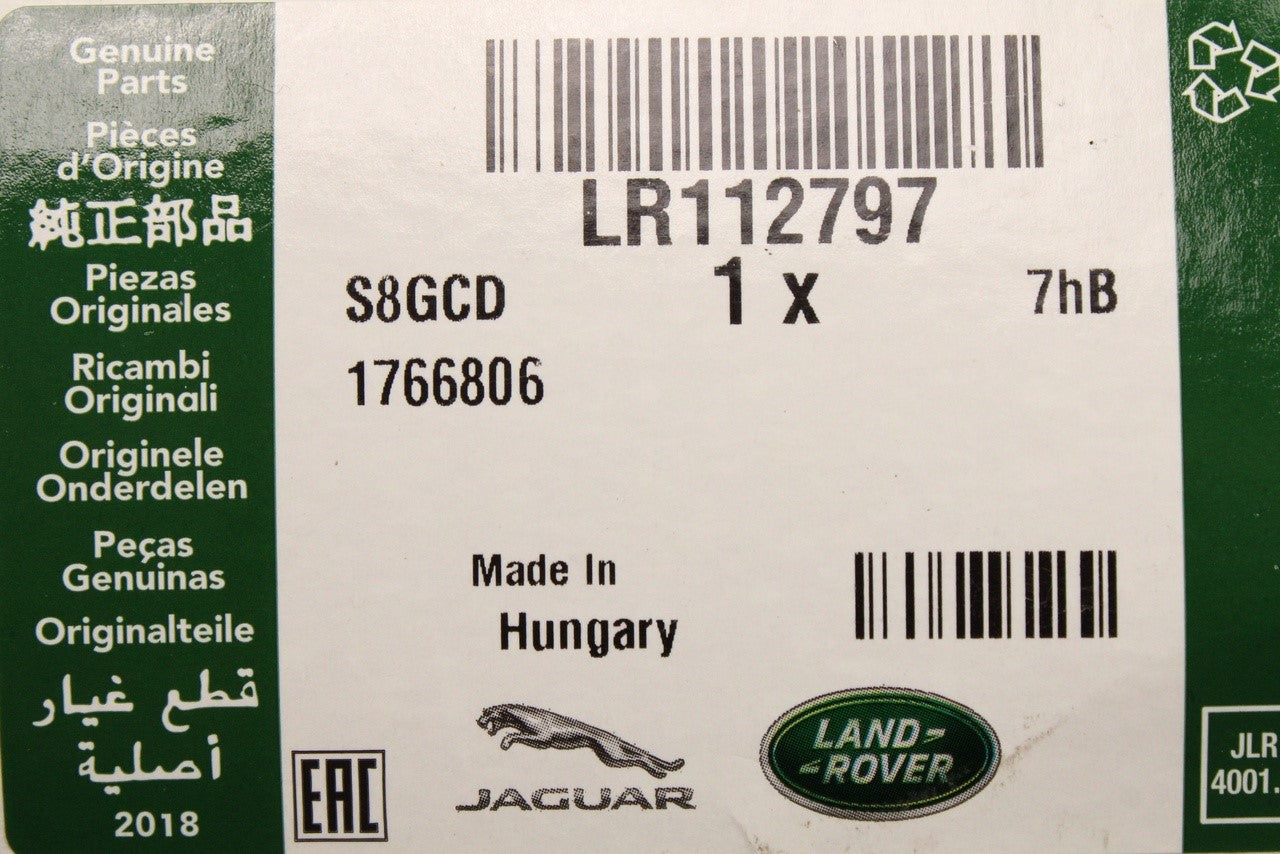 Genuine
Parts
Pièces
d'Origine
純正部品
Piezas
Originales
Ricambi
Originali
Originele
Onderdelen
Peças
Genuinas
Originalteile
قطع غيار
أصلية
2018
LR112797
S8GCD
1 x
7hB
1766806
Made In
Hungary
EAC
JAGUAR
LAND
ROVER
JLR
4001.